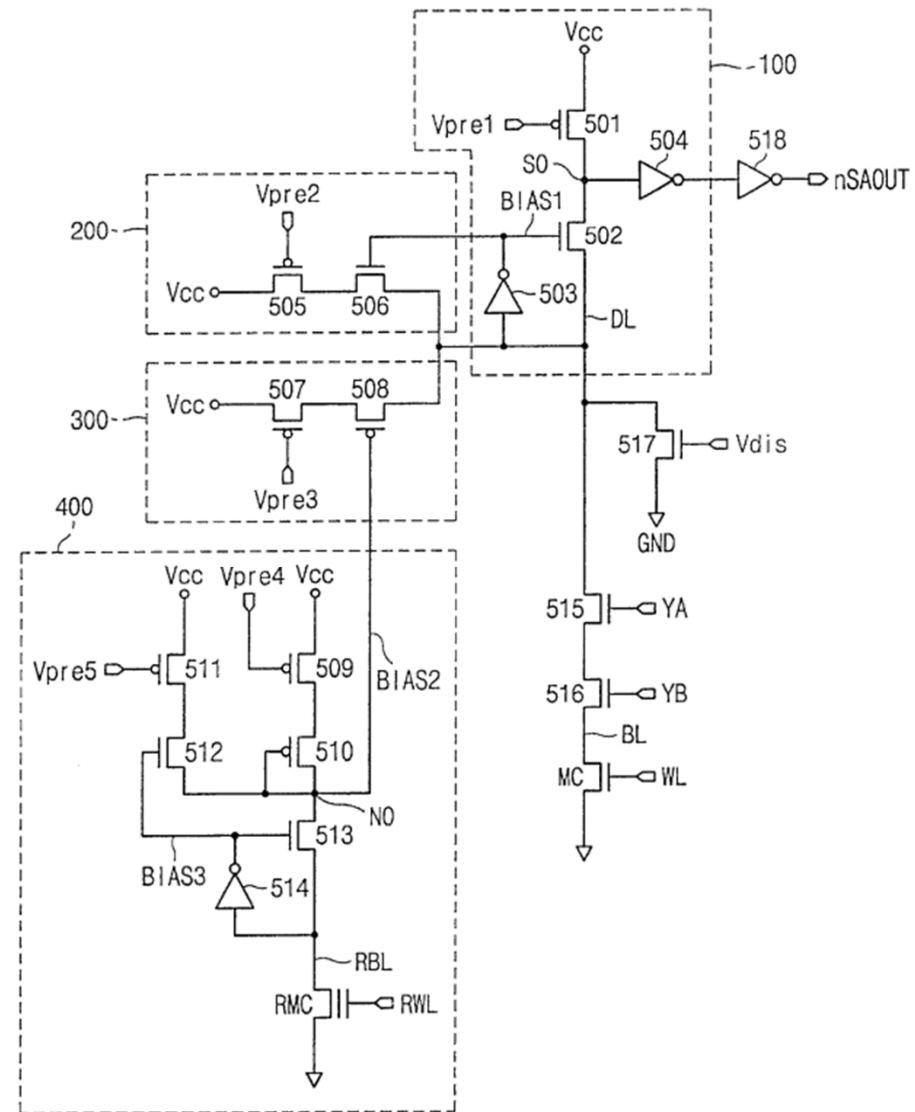 Vcc
100
Vpre1
501
504
518
S0
nSAOUT
Vpre2
BIAS1
200
502
Vcc
505
506
503
DL
507
508
300
Vcc
517
Vdis
Vpre3
400
GND
Vcc
Vpre4
Vcc
515
YA
Vpre5
511
509
BIAS2
516
YB
512
510
BL
MC
WL
N0
513
BIAS3
514
RBL
RMC
RWL